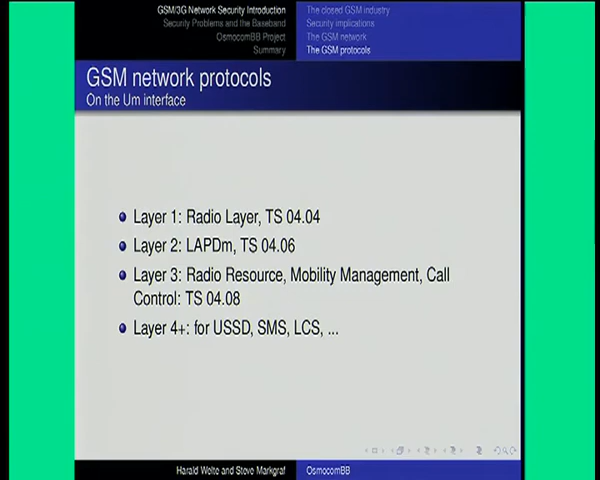 GSM/3G Network Security Introduction
Security Problems and the Baseband
OsmocomBB Project
Summary
The closed GSM industry
Security implications
The GSM network
The GSM protocols
GSM network protocols
On the Um interface
Layer 1: Radio Layer, TS 04.04
Layer 2: LAPDm, TS 04.06
Layer 3: Radio Resource, Mobility Management, Call
Control: TS 04.08
Layer 4+: for USSD, SMS, LCS, ...
Harald Welte and Steve Markgraf
OsmocomBB